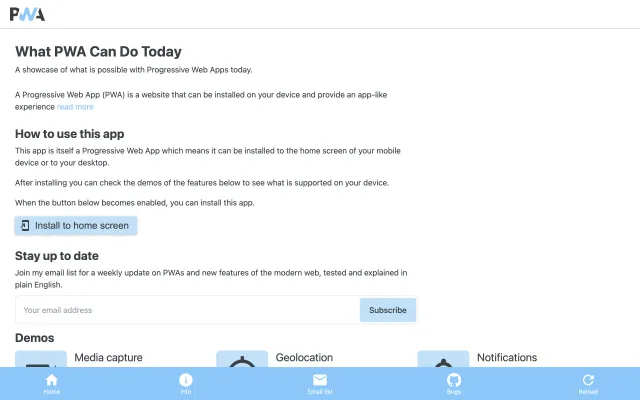 PWA
What PWA Can Do Today
A showcase of what is possible with Progressive Web Apps today.
A Progressive Web App (PWA) is a website that can be installed on your device and provide an app-like
experience read more
How to use this app
This app is itself a Progressive Web App which means it can be installed to the home screen of your mobile
device or to your desktop.
After installing you can check the demos of the features below to see what is supported on your device.
When the button below becomes enabled, you can install this app.
Install to home screen
Stay up to date
Join my email list for a weekly update on PWAs and new features of the modern web, tested and explained in
plain English.
Your email address
Subscribe
Demos
Media capture
Geolocation
Notifications
Home
Info
Email list
Bugs
Reload